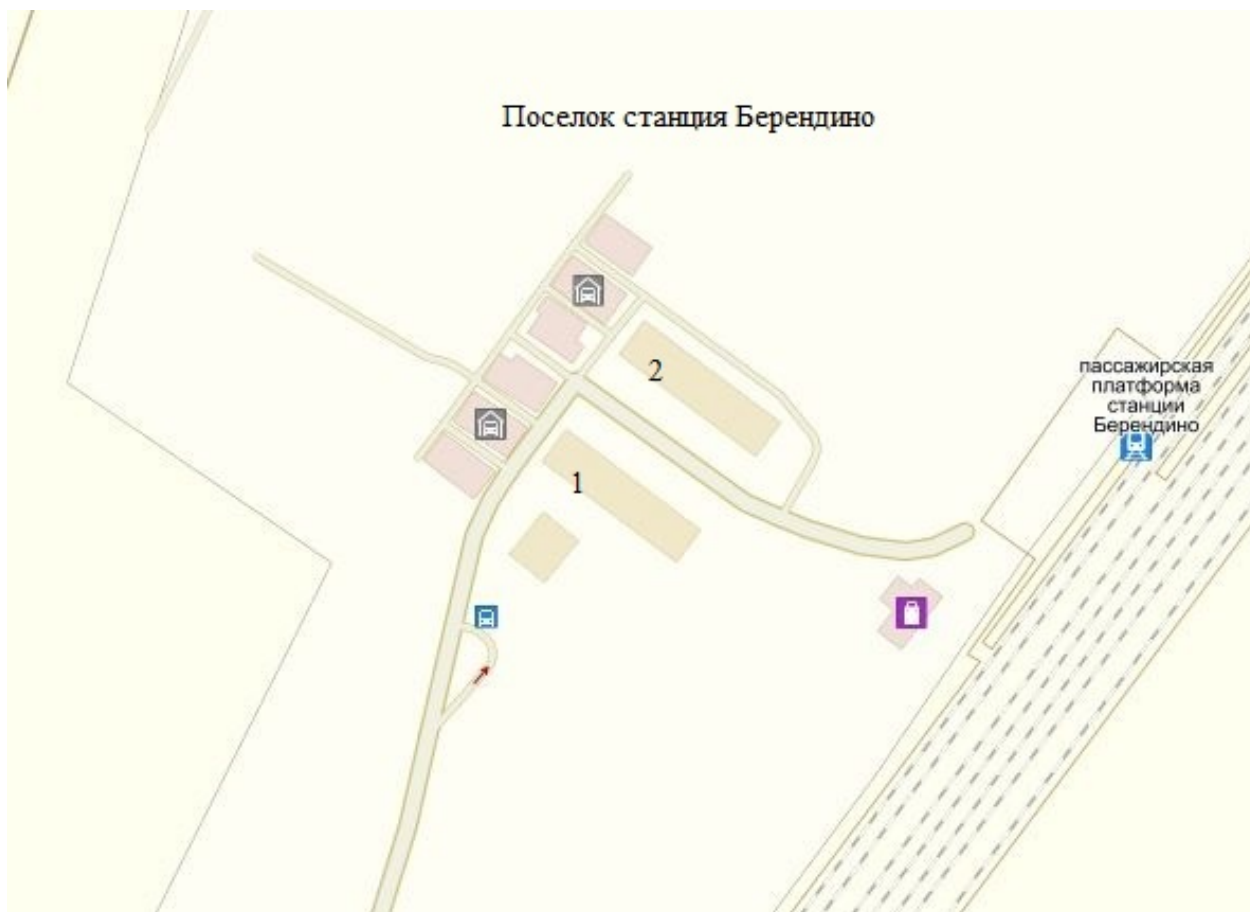 Поселок станция Берендино
2
пассажирская
платформа
станции
Берендино
1